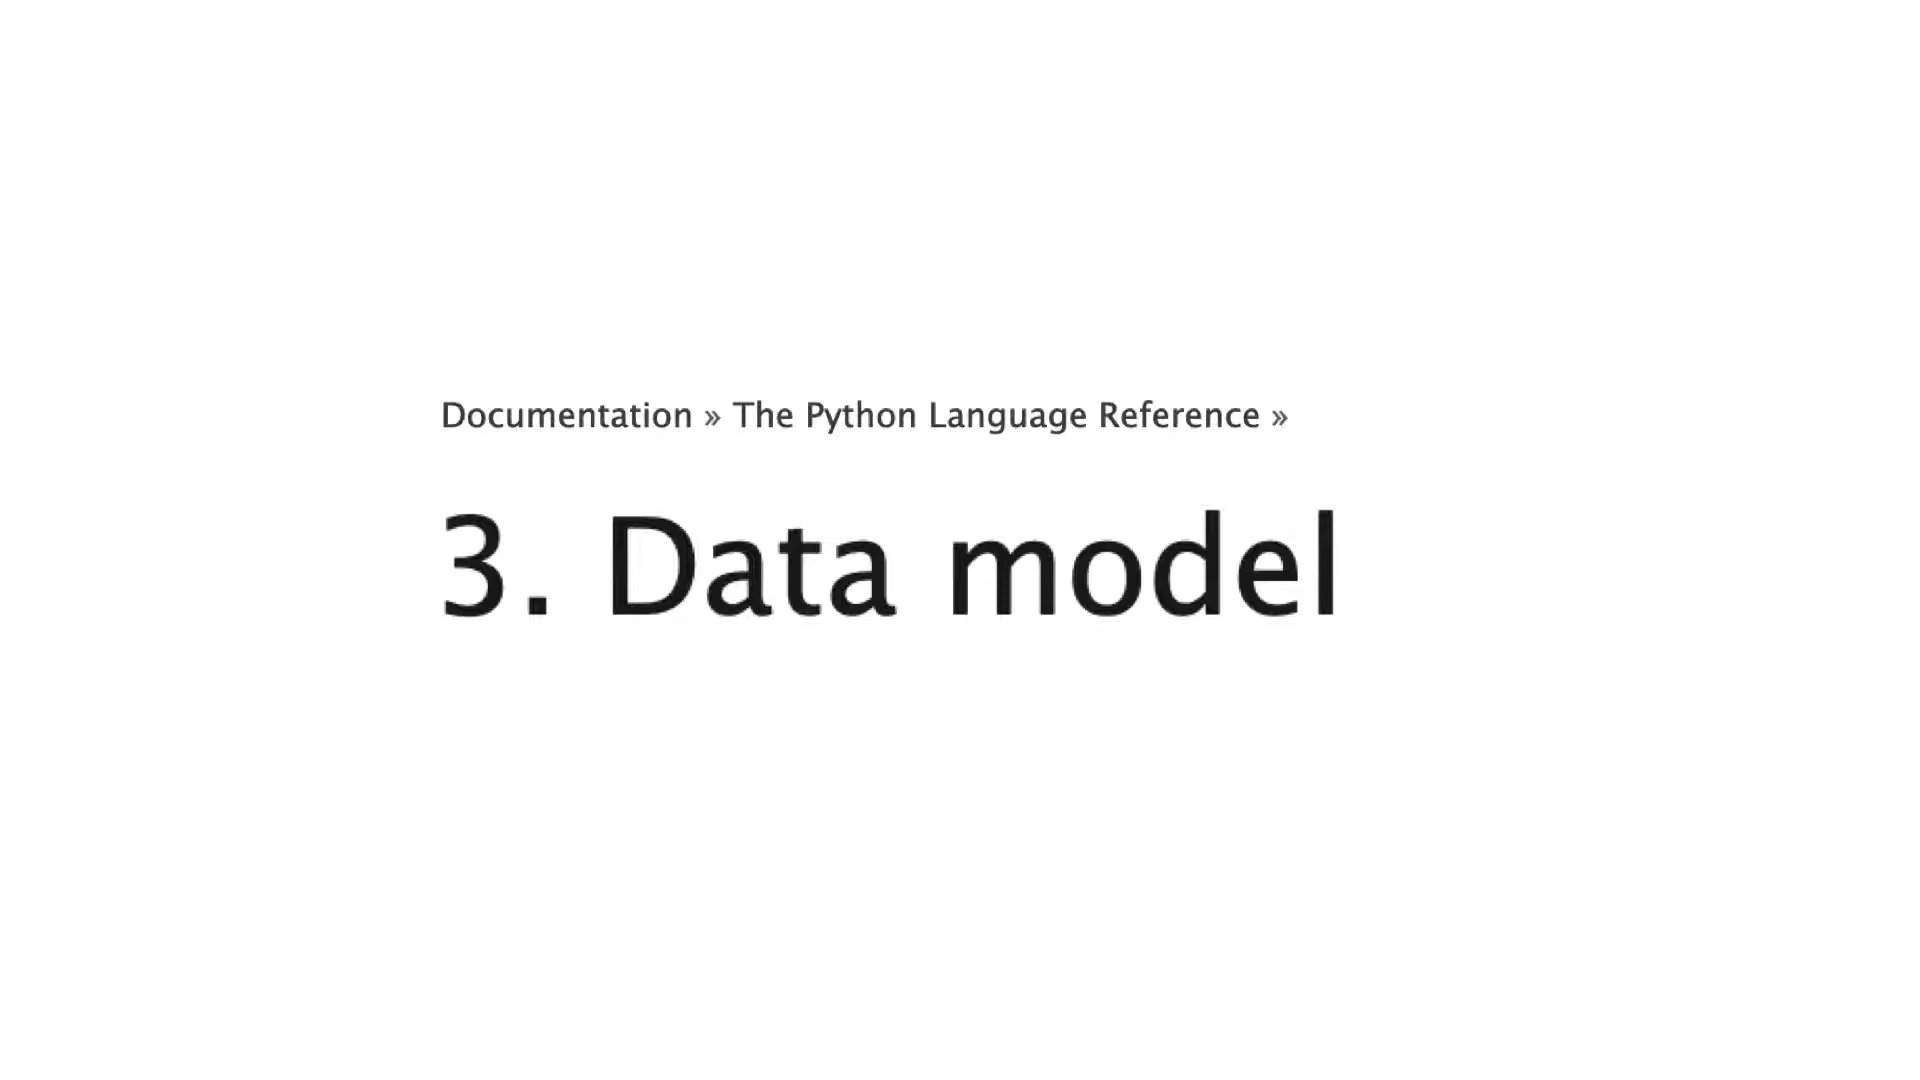 Documentation » The Python Language Reference »
3. Data model